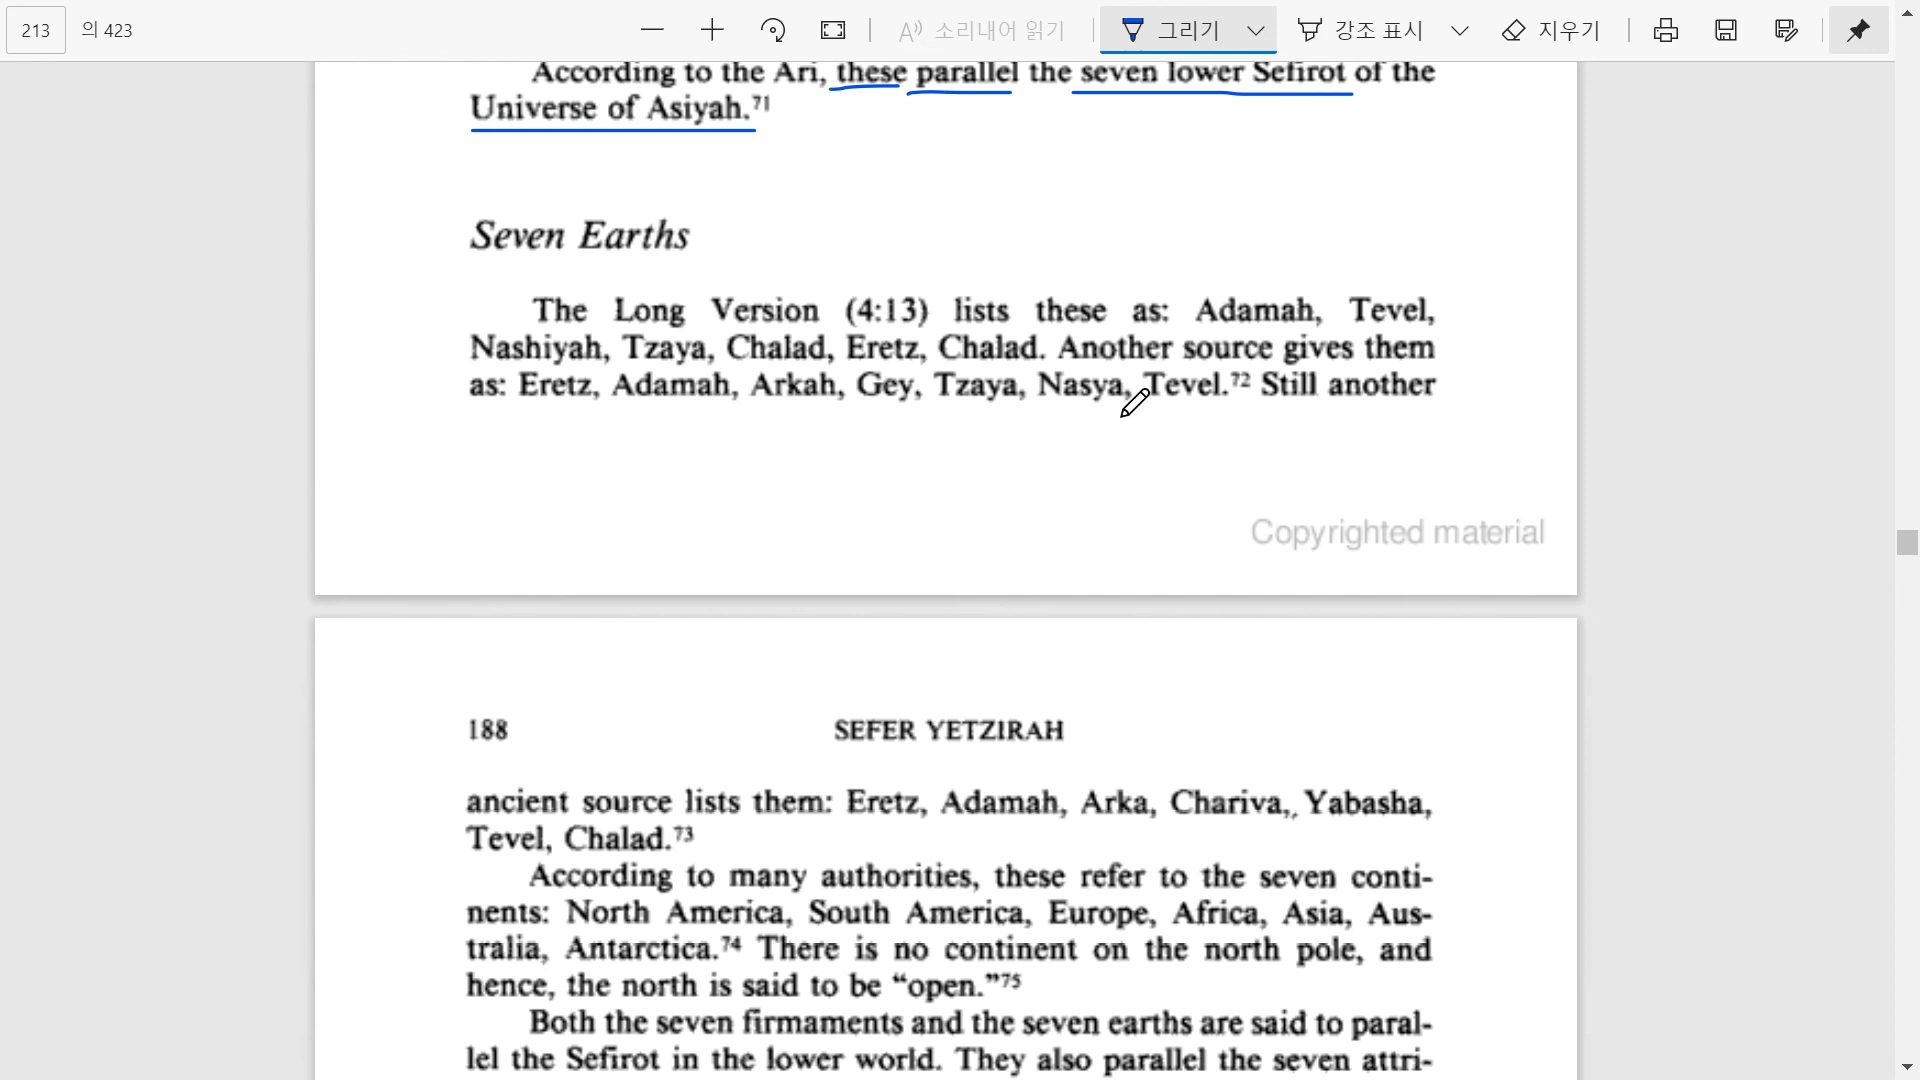 213 의 423 소리내어 읽기 그리기 강조 표시 지우기
According to the Ari, these parallel the seven lower Sefirot of the
Universe of Asiyah.71
Seven Earths
The Long Version (4:13) lists these as: Adamah, Tevel,
Nashiyah, Tzaya, Chalad, Eretz, Chalad. Another source gives them
as: Eretz, Adamah, Arkah, Gey, Tzaya, Nasya, Tevel.72 Still another
Copyrighted material
188 SEFER YETZIRAH
ancient source lists them: Eretz, Adamah, Arka, Chariva,, Yabasha,
Tevel, Chalad.73
According to many authorities, these refer to the seven conti-
nents: North America, South America, Europe, Africa, Asia, Aus-
tralia, Antarctica.74 There is no continent on the north pole, and
hence, the north is said to be “open.”75
Both the seven firmaments and the seven earths are said to paral-
lel the Sefirot in the lower world. They also parallel the seven attri-